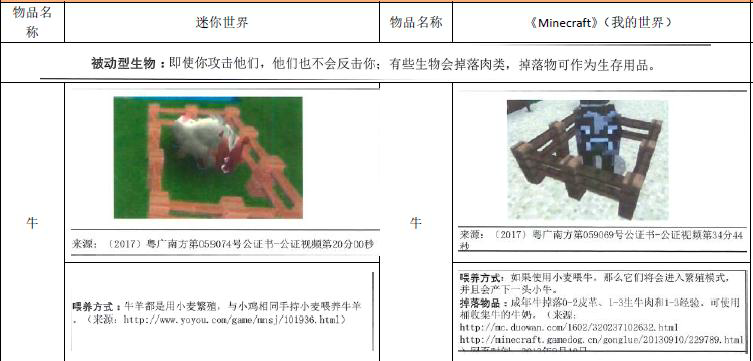 物品名称
迷你世界
物品名称
《Minecraft》（我的世界）
被动型生物：即使你攻击他们，他们也不会反击你；有些生物会掉落肉类，掉落物可作为生存用品。
牛
来源：（2017）粤广南方第059074号公证书-公证视频第20分00秒
喂养方式：牛羊都是用小麦繁殖，与小鸡相同手持小麦喂养牛羊
。（来源：http://www.yoyou.com/game/mnsj/101936.html）
牛
来源：（2017）粤广南方第059069号公证书-公证视频第34分44
秒
喂养方式：如果使用小麦喂牛，那么它们将会进入繁殖模式，
并且会产下一头小牛。
掉落物品：成年牛掉落0-2皮革、1-3生牛肉和1-3经验，可使用
桶收集牛的牛奶。（来源：
http://mc.duowan.com/1602/320237102632.html
http://minecraft.gamedog.cn/gonglue/20130910/229789.html